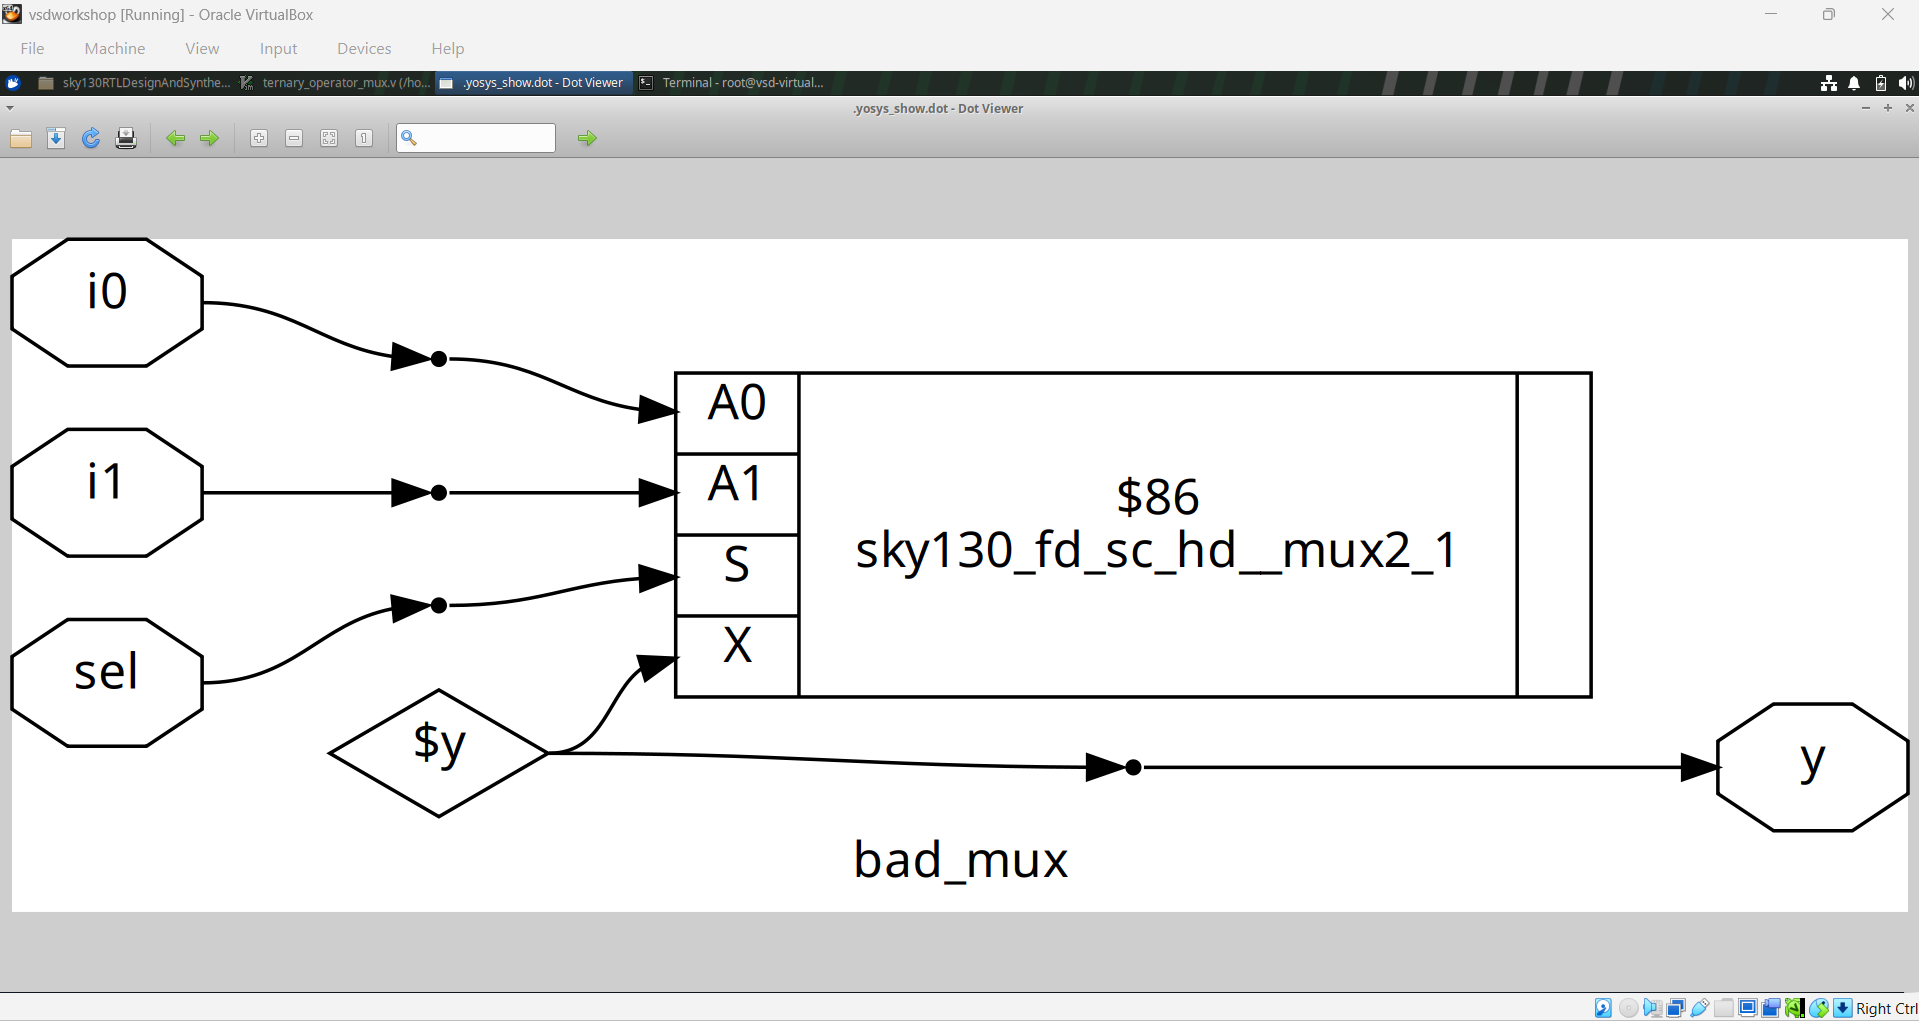 vsdworkshop [Running] - Oracle VirtualBox
File Machine View Input Devices Help
sky130RTLDesignAndSynthe... ternary_operator_mux.v (/ho... .yosys_show.dot - Dot Viewer Terminal - root@vsd-virtual...
.yosys_show.dot - Dot Viewer
i0
i1
sel
$y
A0
A1
S
X
$86
sky130_fd_sc_hd__mux2_1
y
bad_mux
Right Ctrl